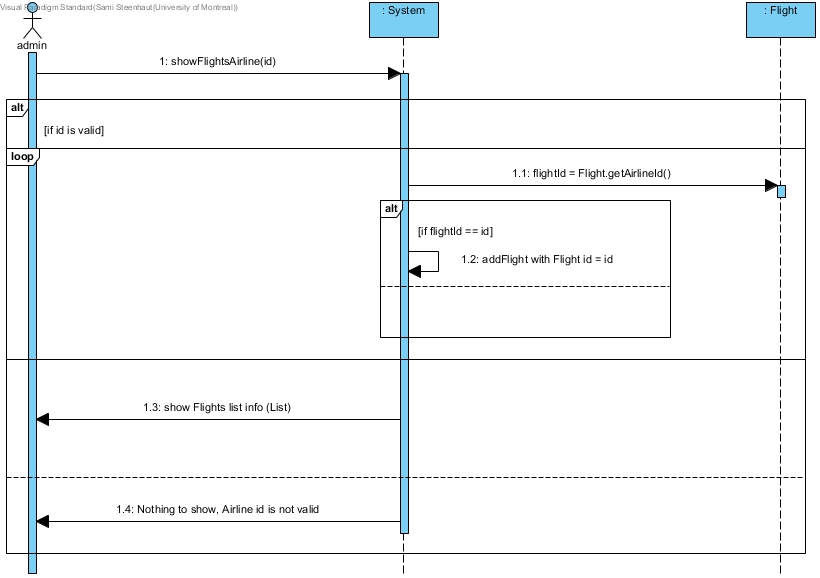 Visual Paradigm Standard(Sami Steenhaut(University of Montreal))
: System
: Flight
admin
1: showFlightsAirline(id)
alt
[if id is valid]
loop
1.1: flightId = Flight.getAirlineId()
alt
[if flightId == id]
1.2: addFlight with Flight id = id
1.3: show Flights list info (List)
1.4: Nothing to show, Airline id is not valid